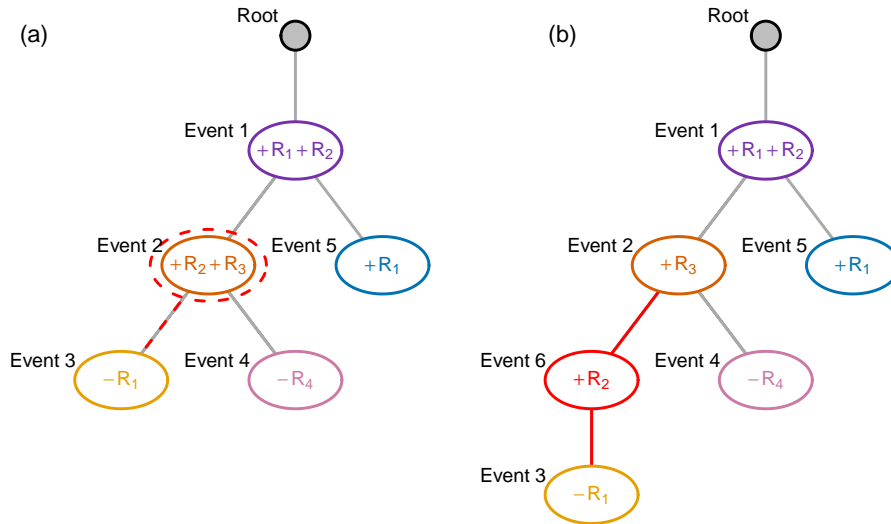 (a)
Root
Event 1
+R₁+R₂
Event 2
+R₂+R₃
Event 5
+R₁
Event 3
−R₁
Event 4
−R₄
(b)
Root
Event 1
+R₁+R₂
Event 2
+R₃
Event 5
+R₁
Event 6
+R₂
Event 4
−R₄
Event 3
−R₁